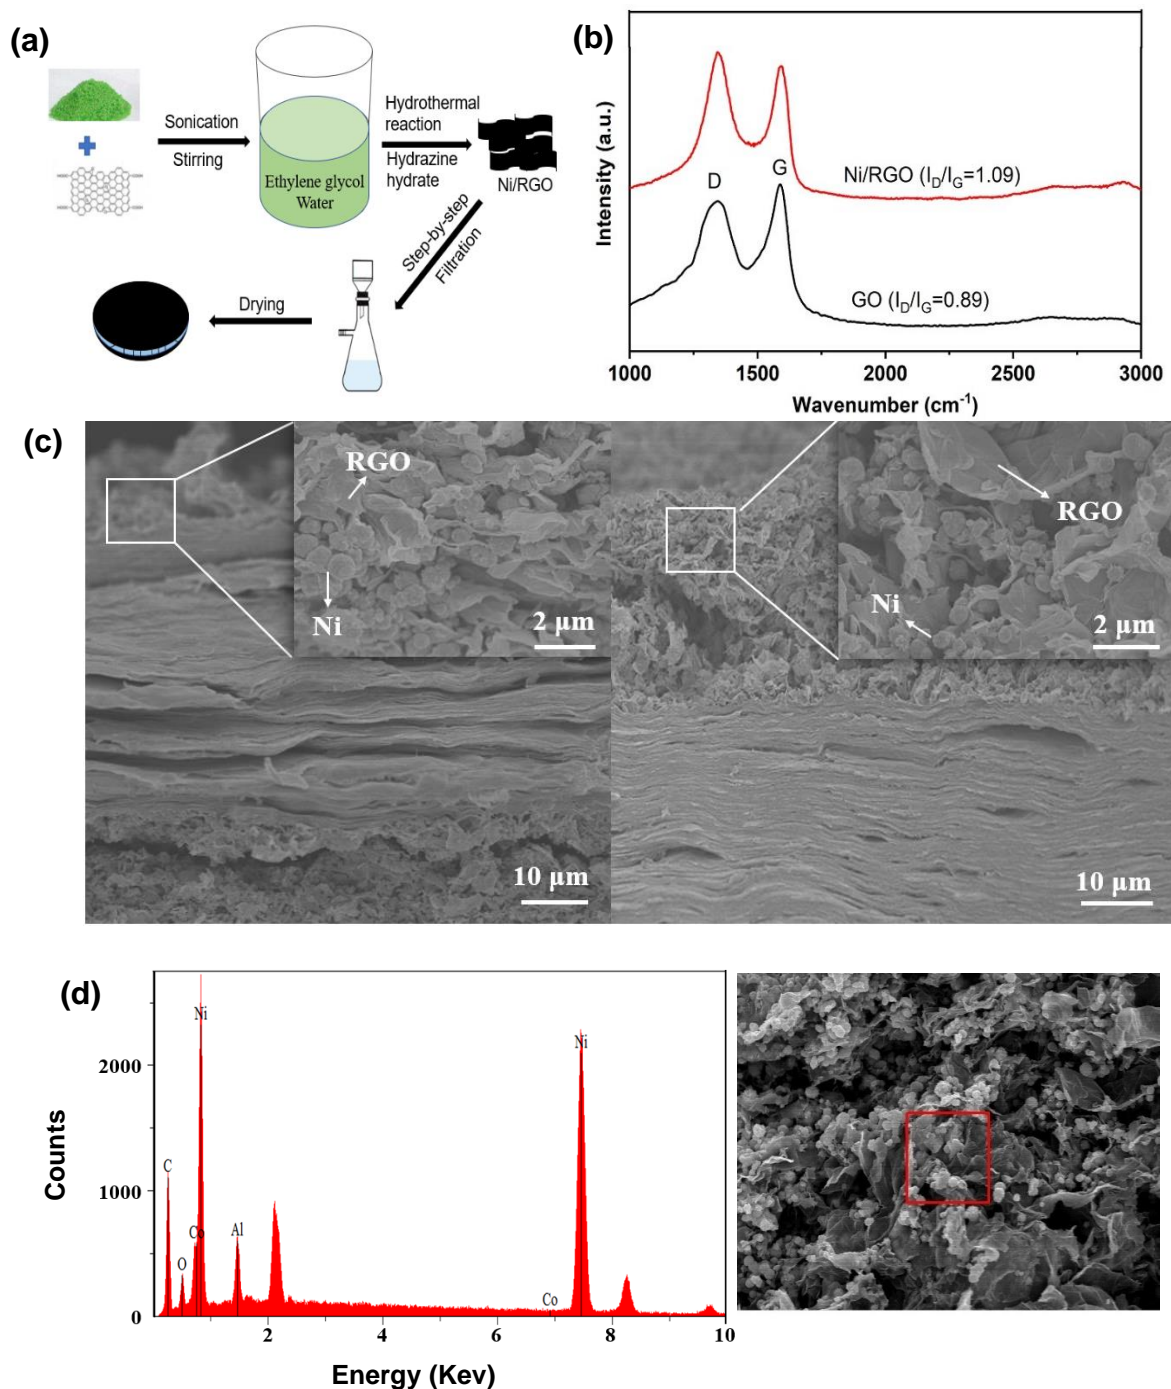 (a)
Sonication
Stirring
Ethylene glycol
Water
Hydrothermal
reaction
Hydrazine
hydrate
Ni/RGO
Step-by-step
Filtration
Drying
(b)
Intensity (a.u.)
D
G
Ni/RGO (I_D/I_G=1.09)
GO (I_D/I_G=0.89)
1000
1500
2000
2500
3000
Wavenumber (cm⁻¹)
(c)
RGO
Ni
2 μm
10 μm
RGO
Ni
2 μm
10 μm
(d)
Counts
2000
1000
0
C
O
Co
Ni
Al
Co
Ni
2
4
6
8
10
Energy (Kev)